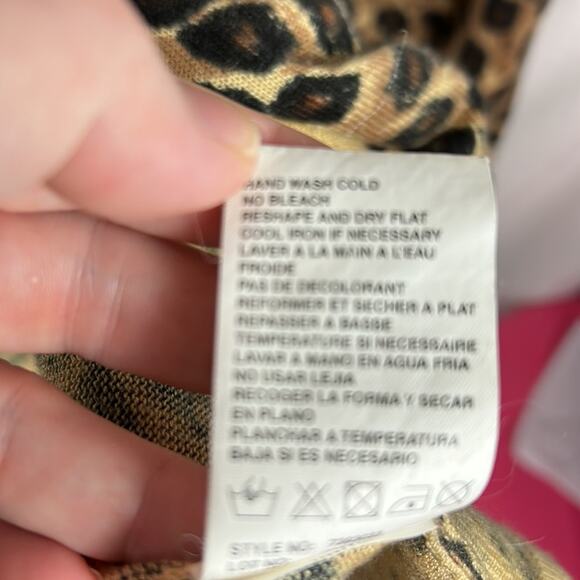 HAND WASH COLD
NO BLEACH
RESHAPE AND DRY FLAT
COOL IRON IF NECESSARY
LAVER A LA MAIN A L'EAU
FROIDE
PAS DE DECOLORANT
REFORMER ET SECHER A PLAT
REPASSER A BASSE
TEMPERATURE SI NECESSAIRE
LAVAR A MANO EN AGUA FRIA
NO USAR LEJIA
RECOGER LA FORMA Y SECAR
EN PLANO
PLANCHAR A TEMPERATURA
BAJA SI ES NECESARIO
STYLE NO:
LOT NO